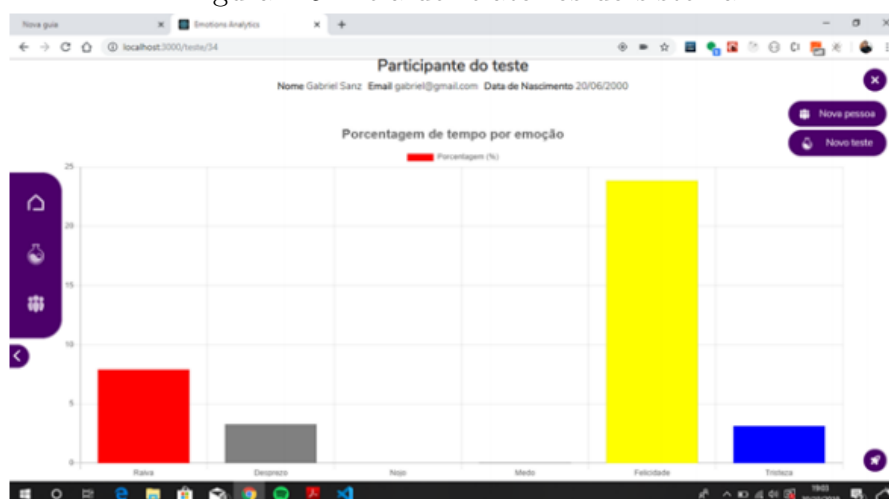 Nova guia
Emotions Analytics
localhost:3000/teste/34
Participante do teste
Nome Gabriel Sanz Email gabriel@gmail.com Data de Nascimento 20/06/2000
Nova pessoa
Novo teste
Porcentagem de tempo por emoção
Porcentagem (%)
25
20
15
10
5
0
Raiva Desprezo Nojo Medo Felicidade Tristeza
19:03